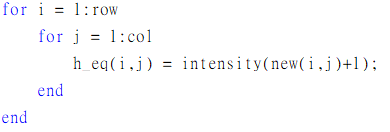 for i = 1:row
    for j = 1:col
        h_eq(i,j) = intensity(new(i,j)+1);
    end
end